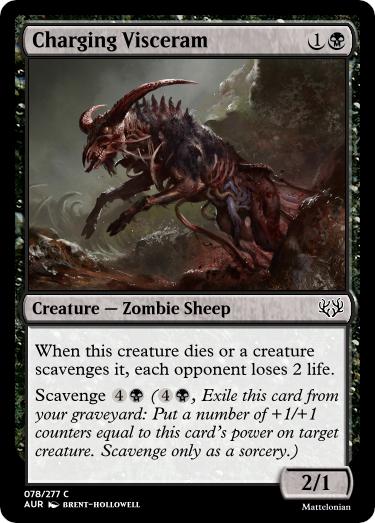 Charging Visceram 1
Creature — Zombie Sheep
When this creature dies or a creature
scavenges it, each opponent loses 2 life.
Scavenge 4 (4, Exile this card from
your graveyard: Put a number of +1/+1
counters equal to this card's power on target
creature. Scavenge only as a sorcery.)
2/1
078/277 C
AUR BRENT-HOLLOWELL
Mattelonian